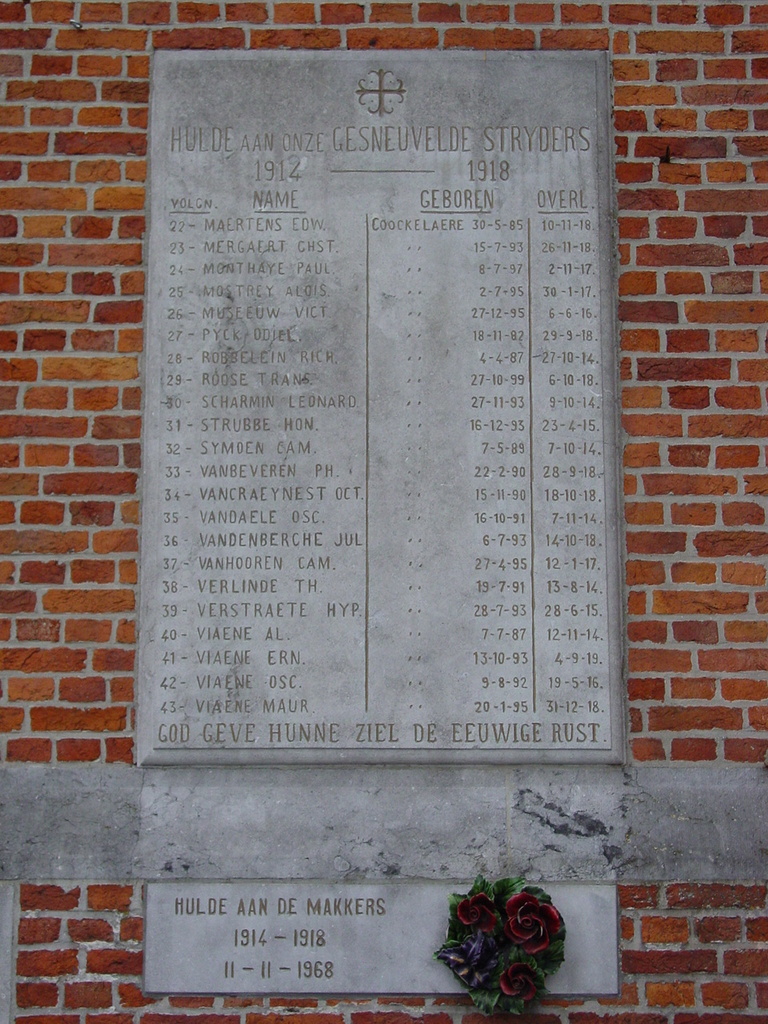 HULDE AAN ONZE GESNEUVELDE STRYDERS
1914 — 1918
VOLGN. NAME GEBOREN OVERL.
22- MAERTENS EDW. COOCKELAERE 30-5-85 10-11-18.
23- MERGAERT CHST. ,, 15-7-93 26-11-18.
24- MONTHAYE PAUL. ,, 8-7-97 2-11-17.
25- MOSTREY ALOIS. ,, 2-7-95 30-1-17.
26- MUSEEUW VICT. ,, 27-12-95 6-6-16.
27- PYCK ODIEL. ,, 18-11-82 29-9-18.
28- ROBBELEIN RICH. ,, 4-4-87 27-10-14.
29- ROOSE TRANS. ,, 27-10-99 6-10-18.
30- SCHARMIN LEONARD. ,, 27-11-93 9-10-14.
31- STRUBBE HON. ,, 16-12-93 23-4-15.
32- SYMOEN CAM. ,, 7-5-89 7-10-14.
33- VANBEVEREN PH. ,, 22-2-90 28-9-18.
34- VANCRAEYNEST OCT. ,, 15-11-90 18-10-18.
35- VANDAELE OSC. ,, 16-10-91 7-11-14.
36- VANDENBERCHE JUL ,, 6-7-93 14-10-18.
37- VANHOOREN CAM. ,, 27-4-95 12-1-17.
38- VERLINDE TH. ,, 19-7-91 13-8-14.
39- VERSTRAETE HYP. ,, 28-7-93 28-6-15.
40- VIAENE AL. ,, 7-7-87 12-11-14.
41- VIAENE ERN. ,, 13-10-93 4-9-19.
42- VIAENE OSC. ,, 9-8-92 19-5-16.
43- VIAENE MAUR. ,, 20-1-95 31-12-18.
GOD GEVE HUNNE ZIEL DE EEUWIGE RUST.
HULDE AAN DE MAKKERS
1914-1918
11-11-1968